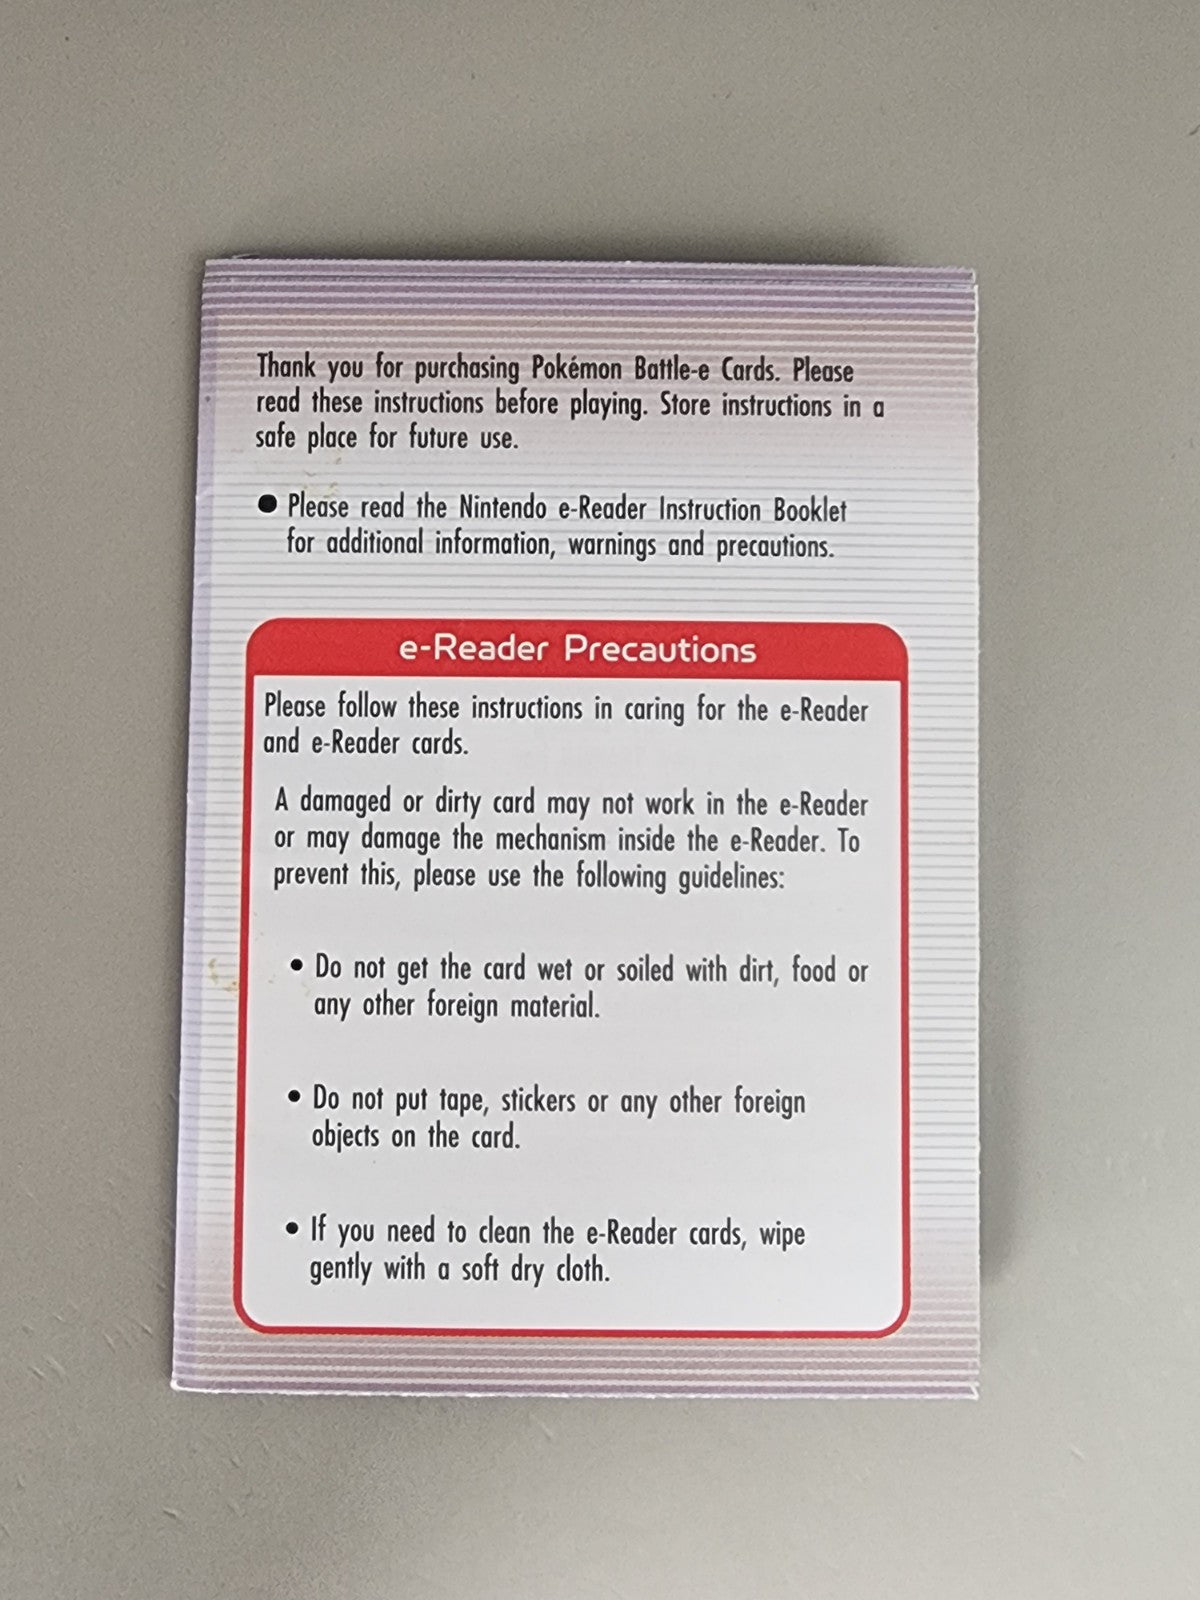 Thank you for purchasing Pokémon Battle-e Cards. Please
read these instructions before playing. Store instructions in a
safe place for future use.
● Please read the Nintendo e-Reader Instruction Booklet
for additional information, warnings and precautions.
e-Reader Precautions
Please follow these instructions in caring for the e-Reader
and e-Reader cards.
A damaged or dirty card may not work in the e-Reader
or may damage the mechanism inside the e-Reader. To
prevent this, please use the following guidelines:
• Do not get the card wet or soiled with dirt, food or
any other foreign material.
• Do not put tape, stickers or any other foreign
objects on the card.
• If you need to clean the e-Reader cards, wipe
gently with a soft dry cloth.